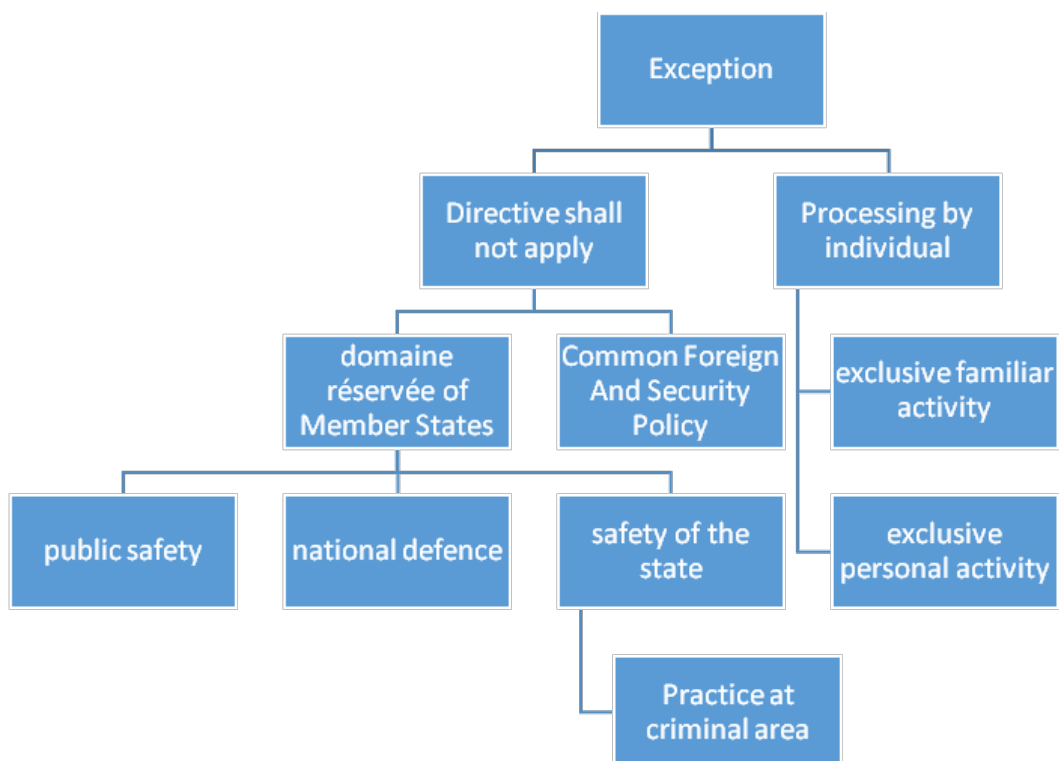 Exception
Directive shall
not apply
Processing by
individual
domaine
réservée of
Member States
Common Foreign
And Security
Policy
exclusive familiar
activity
public safety
national defence
safety of the
state
exclusive
personal activity
Practice at
criminal area